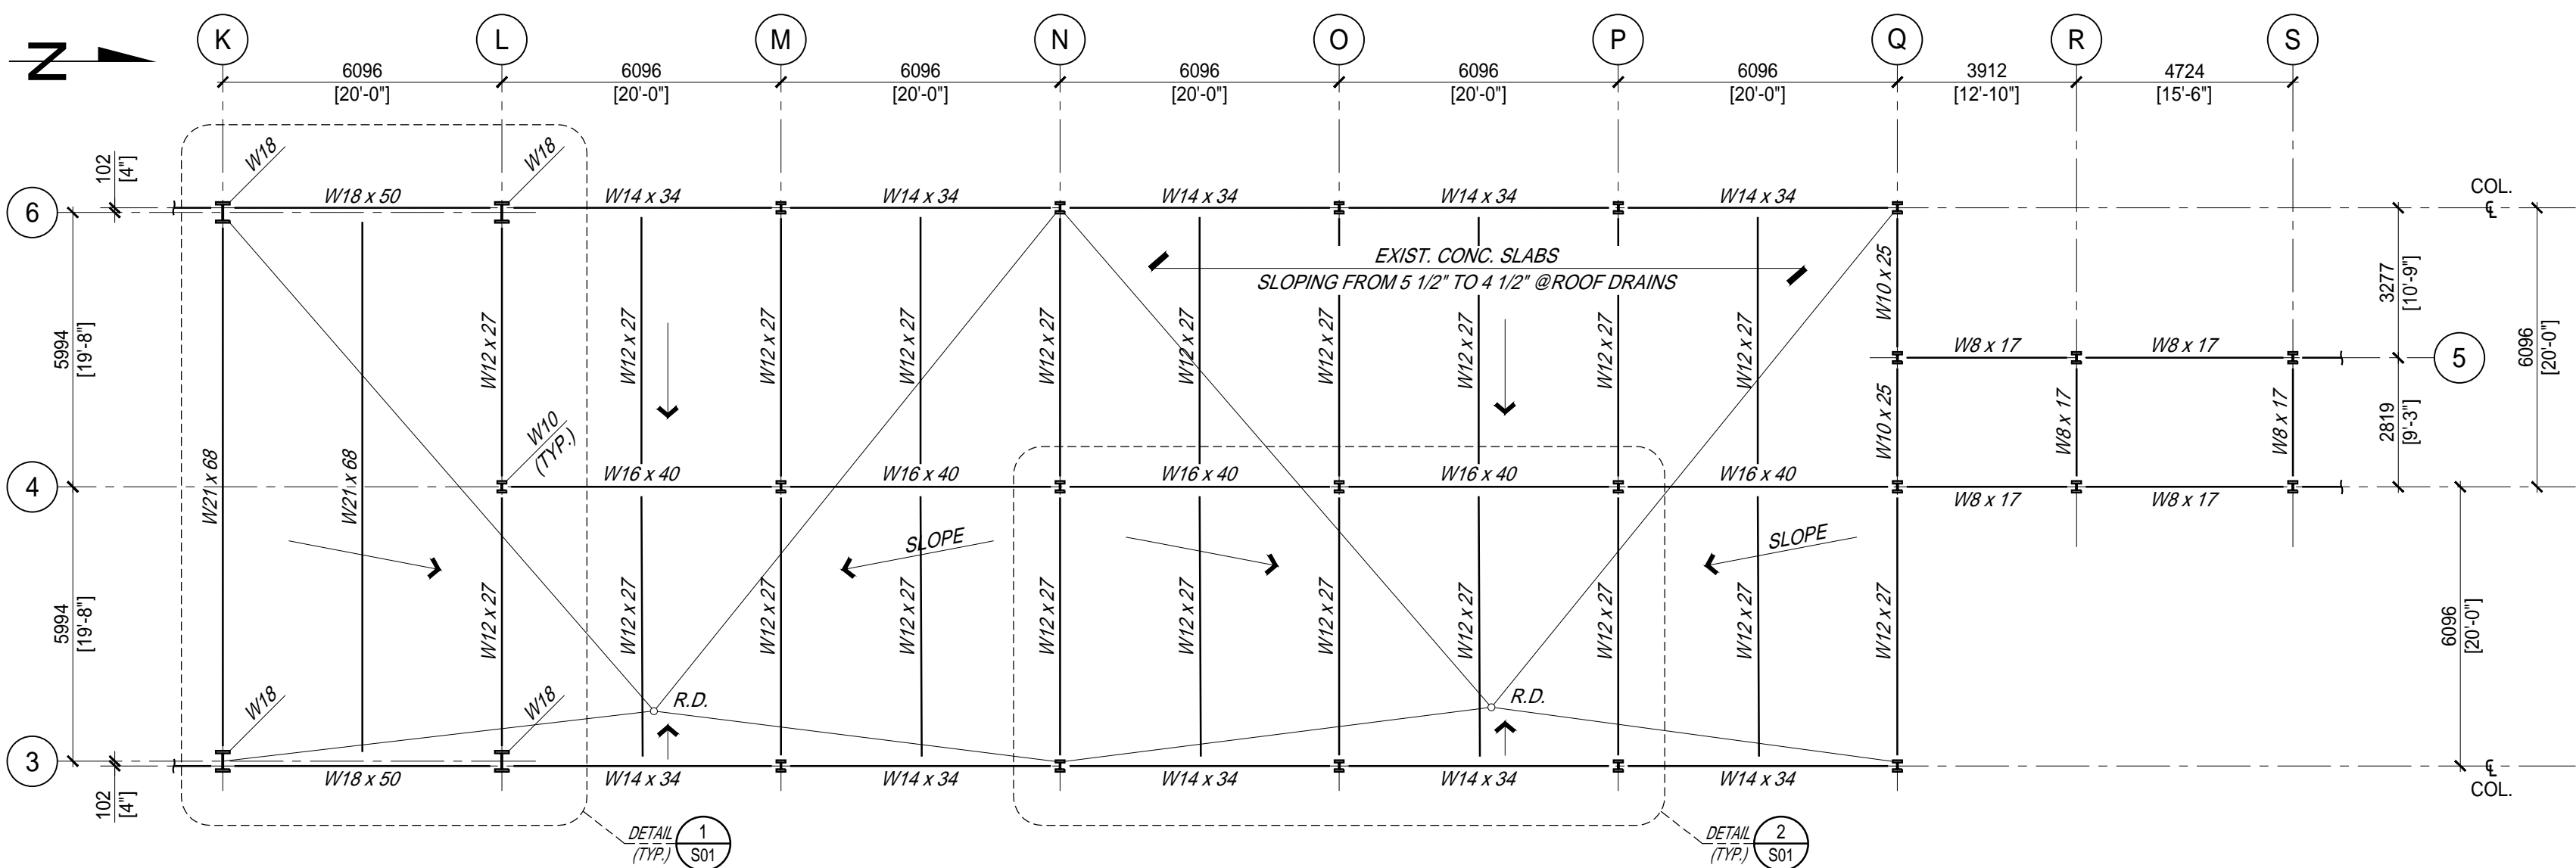 N
K L M N O P Q R S
6096 6096 6096 6096 6096 6096 3912 4724
[20'-0"] [20'-0"] [20'-0"] [20'-0"] [20'-0"] [20'-0"] [12'-10"] [15'-6"]
102
[4"]
W18 W18
W18 x 50 W14 x 34 W14 x 34 W14 x 34 W14 x 34 W14 x 34
COL.
℄
6
EXIST. CONC. SLABS
SLOPING FROM 5 1/2" TO 4 1/2" @ROOF DRAINS
W10 x 25
3277
[10'-9"]
5994
[19'-8"]
W12 x 27 W12 x 27 W12 x 27 W12 x 27 W12 x 27 W12 x 27 W12 x 27 W12 x 27 W12 x 27 W12 x 27
W8 x 17 W8 x 17
5
6096
[20'-0"]
W10
(TYP.)
W10 x 25
W8 x 17 W8 x 17
2819
[9'-3"]
W21 x 68 W21 x 68
4
W16 x 40 W16 x 40 W16 x 40 W16 x 40 W16 x 40
W8 x 17 W8 x 17
SLOPE SLOPE
5994
[19'-8"]
W12 x 27 W12 x 27 W12 x 27 W12 x 27 W12 x 27 W12 x 27 W12 x 27 W12 x 27 W12 x 27 W12 x 27 W12 x 27
6096
[20'-0"]
W18 W18
R.D. R.D.
3
W18 x 50 W14 x 34 W14 x 34 W14 x 34 W14 x 34 W14 x 34
℄
COL.
102
[4"]
DETAIL
(TYP.)
1
S01
DETAIL
(TYP.)
2
S01